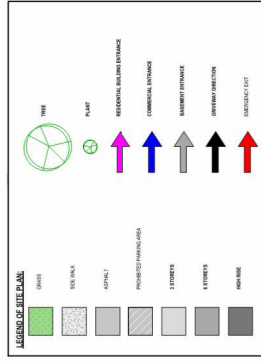 LEGEND OF SITE PLAN:
GRASS
SIDE WALK
ASPHALT
PROHIBITED PARKING AREA
3 STOREYS
6 STOREYS
HIGH RISE
TREE
PLANT
RESIDENTIAL BUILDING ENTRANCE
COMMERCIAL ENTRANCE
BASEMENT ENTRANCE
DRIVEWAY DIRECTION
EMERGENCY EXIT